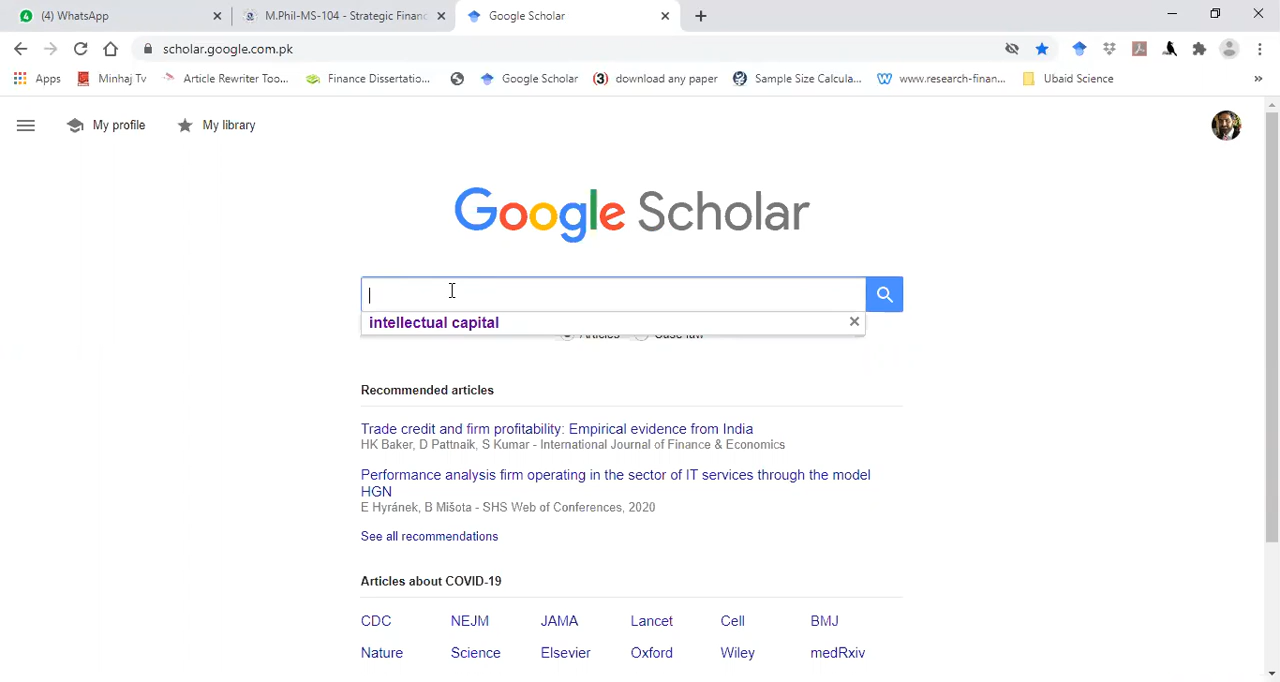 4 (4) WhatsApp
M.Phil-MS-104 - Strategic Financ
Google Scholar
scholar.google.com.pk
Apps
Minhaj Tv
Article Rewriter Too...
Finance Dissertatio...
Google Scholar
(3) download any paper
Sample Size Calcula...
www.research-finan...
Ubaid Science
»
My profile
My library
Google Scholar
intellectual capital
Articles Case law
Recommended articles
Trade credit and firm profitability: Empirical evidence from India
HK Baker, D Pattnaik, S Kumar - International Journal of Finance & Economics
Performance analysis firm operating in the sector of IT services through the model
HGN
E Hyránek, B Mišota - SHS Web of Conferences, 2020
See all recommendations
Articles about COVID-19
CDC NEJM JAMA Lancet Cell BMJ
Nature Science Elsevier Oxford Wiley medRxiv